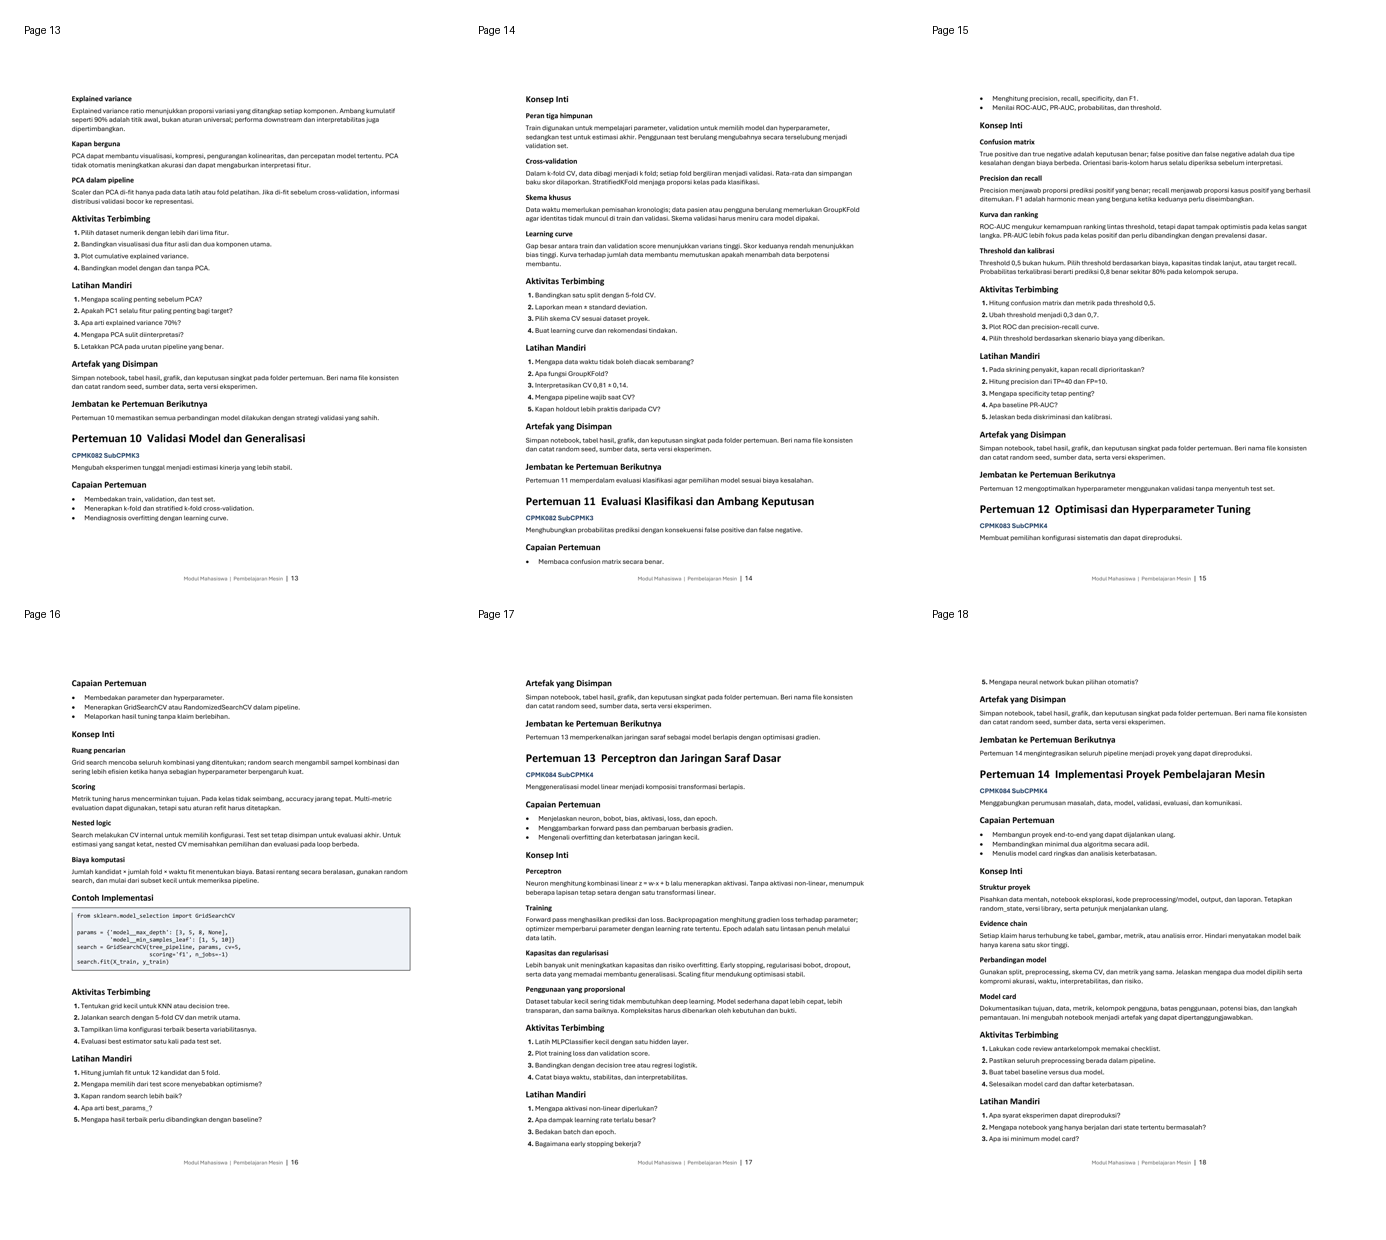 Page 13
Explained variance
Explained variance ratio menunjukkan proporsi variasi yang ditangkap setiap komponen. Ambang kumulatif
seperti 90% adalah titik awal, bukan aturan universal; performa downstream dan interpretabilitas juga
dipertimbangkan.
Kapan berguna
PCA dapat membantu visualisasi, kompresi, pengurangan kolinearitas, dan percepatan model tertentu. PCA
tidak otomatis meningkatkan akurasi dan dapat mengaburkan interpretasi fitur.
PCA dalam pipeline
Scaler dan PCA di-fit hanya pada data latih atau fold pelatihan. Jika di-fit sebelum cross-validation, informasi
distribusi validasi bocor ke representasi.
Aktivitas Terbimbing
1. Pilih dataset numerik dengan lebih dari lima fitur.
2. Bandingkan visualisasi dua fitur asli dan dua komponen utama.
3. Plot cumulative explained variance.
4. Bandingkan model dengan dan tanpa PCA.
Latihan Mandiri
1. Mengapa scaling penting sebelum PCA?
2. Apakah PC1 selalu fitur paling penting bagi target?
3. Apa arti explained variance 70%?
4. Mengapa PCA sulit diinterpretasi?
5. Letakkan PCA pada urutan pipeline yang benar.
Artefak yang Disimpan
Simpan notebook, tabel hasil, grafik, dan keputusan singkat pada folder pertemuan. Beri nama file konsisten
dan catat random seed, sumber data, serta versi eksperimen.
Jembatan ke Pertemuan Berikutnya
Pertemuan 10 memastikan semua perbandingan model dilakukan dengan strategi validasi yang sahih.
Pertemuan 10 Validasi Model dan Generalisasi
CPMK082 SubCPMK3
Mengubah eksperimen tunggal menjadi estimasi kinerja yang lebih stabil.
Capaian Pertemuan
• Membedakan train, validation, dan test set.
• Menerapkan k-fold dan stratified k-fold cross-validation.
• Mendiagnosis overfitting dengan learning curve.
Modul Mahasiswa | Pembelajaran Mesin | 13
Page 14
Konsep Inti
Peran tiga himpunan
Train digunakan untuk mempelajari parameter, validation untuk memilih model dan hyperparameter,
sedangkan test untuk estimasi akhir. Penggunaan test berulang mengubahnya secara terselubung menjadi
validation set.
Cross-validation
Dalam k-fold CV, data dibagi menjadi k fold; setiap fold bergiliran menjadi validasi. Rata-rata dan simpangan
baku skor dilaporkan. StratifiedKFold menjaga proporsi kelas pada klasifikasi.
Skema khusus
Data waktu memerlukan pemisahan kronologis; data pasien atau pengguna berulang memerlukan GroupKFold
agar identitas tidak muncul di train dan validasi. Skema validasi harus meniru cara model dipakai.
Learning curve
Gap besar antara train dan validation score menunjukkan varians tinggi. Skor keduanya rendah menunjukkan
bias tinggi. Kurva terhadap jumlah data membantu memutuskan apakah menambah data berpotensi
membantu.
Aktivitas Terbimbing
1. Bandingkan satu split dengan 5-fold CV.
2. Laporkan mean ± standard deviation.
3. Pilih skema CV sesuai dataset proyek.
4. Buat learning curve dan rekomendasi tindakan.
Latihan Mandiri
1. Mengapa data waktu tidak boleh diacak sembarang?
2. Apa fungsi GroupKFold?
3. Interpretasikan CV 0,81 ± 0,14.
4. Mengapa pipeline wajib saat CV?
5. Kapan holdout lebih praktis daripada CV?
Artefak yang Disimpan
Simpan notebook, tabel hasil, grafik, dan keputusan singkat pada folder pertemuan. Beri nama file konsisten
dan catat random seed, sumber data, serta versi eksperimen.
Jembatan ke Pertemuan Berikutnya
Pertemuan 11 memperdalam evaluasi klasifikasi agar pemilihan model sesuai biaya kesalahan.
Pertemuan 11 Evaluasi Klasifikasi dan Ambang Keputusan
CPMK082 SubCPMK3
Menghubungkan probabilitas prediksi dengan konsekuensi false positive dan false negative.
Capaian Pertemuan
• Membaca confusion matrix secara benar.
Modul Mahasiswa | Pembelajaran Mesin | 14
Page 15
• Menghitung precision, recall, specificity, dan F1.
• Menilai ROC-AUC, PR-AUC, probabilitas, dan threshold.
Konsep Inti
Confusion matrix
True positive dan true negative adalah keputusan benar; false positive dan false negative adalah dua tipe
kesalahan dengan biaya berbeda. Orientasi baris-kolom harus selalu diperiksa sebelum interpretasi.
Precision dan recall
Precision menjawab proporsi prediksi positif yang benar; recall menjawab proporsi kasus positif yang berhasil
ditemukan. F1 adalah harmonic mean yang berguna ketika keduanya perlu diseimbangkan.
Kurva dan ranking
ROC-AUC mengukur kemampuan ranking lintas threshold, tetapi dapat tampak optimistis pada kelas sangat
langka. PR-AUC lebih fokus pada kelas positif dan perlu dibandingkan dengan prevalensi dasar.
Threshold dan kalibrasi
Threshold 0,5 bukan hukum. Pilih threshold berdasarkan biaya, kapasitas tindak lanjut, atau target recall.
Probabilitas terkalibrasi berarti prediksi 0,8 benar sekitar 80% pada kelompok serupa.
Aktivitas Terbimbing
1. Hitung confusion matrix dan metrik pada threshold 0,5.
2. Ubah threshold menjadi 0,3 dan 0,7.
3. Plot ROC dan precision-recall curve.
4. Pilih threshold berdasarkan skenario biaya yang diberikan.
Latihan Mandiri
1. Pada skrining penyakit, kapan recall diprioritaskan?
2. Hitung precision dari TP=40 dan FP=10.
3. Mengapa specificity tetap penting?
4. Apa baseline PR-AUC?
5. Jelaskan beda diskriminasi dan kalibrasi.
Artefak yang Disimpan
Simpan notebook, tabel hasil, grafik, dan keputusan singkat pada folder pertemuan. Beri nama file konsisten
dan catat random seed, sumber data, serta versi eksperimen.
Jembatan ke Pertemuan Berikutnya
Pertemuan 12 mengoptimalkan hyperparameter menggunakan validasi tanpa menyentuh test set.
Pertemuan 12 Optimisasi dan Hyperparameter Tuning
CPMK083 SubCPMK4
Membuat pemilihan konfigurasi sistematis dan dapat direproduksi.
Modul Mahasiswa | Pembelajaran Mesin | 15
Page 16
Capaian Pertemuan
• Membedakan parameter dan hyperparameter.
• Menerapkan GridSearchCV atau RandomizedSearchCV dalam pipeline.
• Melaporkan hasil tuning tanpa klaim berlebihan.
Konsep Inti
Ruang pencarian
Grid search mencoba seluruh kombinasi yang ditentukan; random search mengambil sampel kombinasi dan
sering lebih efisien ketika hanya sebagian hyperparameter berpengaruh kuat.
Scoring
Metrik tuning harus mencerminkan tujuan. Pada kelas tidak seimbang, accuracy jarang tepat. Multi-metric
evaluation dapat digunakan, tetapi satu aturan refit harus ditetapkan.
Nested logic
Search melakukan CV internal untuk memilih konfigurasi. Test set tetap disimpan untuk evaluasi akhir. Untuk
estimasi yang sangat ketat, nested CV memisahkan pemilihan dan evaluasi pada loop berbeda.
Biaya komputasi
Jumlah kandidat × jumlah fold × waktu fit menentukan biaya. Batasi rentang secara beralasan, gunakan random
search, dan mulai dari subset kecil untuk memeriksa pipeline.
Contoh Implementasi
from sklearn.model_selection import GridSearchCV
params = {'model__max_depth': [3, 5, 8, None],
'model__min_samples_leaf': [1, 5, 10]}
search = GridSearchCV(tree_pipeline, params, cv=5,
scoring='f1', n_jobs=-1)
search.fit(X_train, y_train)
Aktivitas Terbimbing
1. Tentukan grid kecil untuk KNN atau decision tree.
2. Jalankan search dengan 5-fold CV dan metrik utama.
3. Tampilkan lima konfigurasi terbaik beserta variabilitasnya.
4. Evaluasi best estimator satu kali pada test set.
Latihan Mandiri
1. Hitung jumlah fit untuk 12 kandidat dan 5 fold.
2. Mengapa memilih dari test score menyebabkan optimisme?
3. Kapan random search lebih baik?
4. Apa arti best_params_?
5. Mengapa hasil terbaik perlu dibandingkan dengan baseline?
Modul Mahasiswa | Pembelajaran Mesin | 16
Page 17
Artefak yang Disimpan
Simpan notebook, tabel hasil, grafik, dan keputusan singkat pada folder pertemuan. Beri nama file konsisten
dan catat random seed, sumber data, serta versi eksperimen.
Jembatan ke Pertemuan Berikutnya
Pertemuan 13 memperkenalkan jaringan saraf sebagai model berlapis dengan optimisasi gradien.
Pertemuan 13 Perceptron dan Jaringan Saraf Dasar
CPMK084 SubCPMK4
Menggeneralisasi model linear menjadi komposisi transformasi berlapis.
Capaian Pertemuan
• Menjelaskan neuron, bobot, bias, aktivasi, loss, dan epoch.
• Menggambarkan forward pass dan pembaruan berbasis gradien.
• Mengenali overfitting dan keterbatasan jaringan kecil.
Konsep Inti
Perceptron
Neuron menghitung kombinasi linear z = w·x + b lalu menerapkan aktivasi. Tanpa aktivasi non-linear, menumpuk
beberapa lapisan tetap setara dengan satu transformasi linear.
Training
Forward pass menghasilkan prediksi dan loss. Backpropagation menghitung gradien loss terhadap parameter;
optimizer memperbarui parameter dengan learning rate tertentu. Epoch adalah satu lintasan penuh melalui
data latih.
Kapasitas dan regularisasi
Lebih banyak unit meningkatkan kapasitas dan risiko overfitting. Early stopping, regularisasi bobot, dropout,
serta data yang memadai membantu generalisasi. Scaling fitur mendukung optimisasi stabil.
Penggunaan yang proporsional
Dataset tabular kecil sering tidak membutuhkan deep learning. Model sederhana dapat lebih cepat, lebih
transparan, dan sama baiknya. Kompleksitas harus dibenarkan oleh kebutuhan dan bukti.
Aktivitas Terbimbing
1. Latih MLPClassifier kecil dengan satu hidden layer.
2. Plot training loss dan validation score.
3. Bandingkan dengan decision tree atau regresi logistik.
4. Catat biaya waktu, stabilitas, dan interpretabilitas.
Latihan Mandiri
1. Mengapa aktivasi non-linear diperlukan?
2. Apa dampak learning rate terlalu besar?
3. Bedakan batch dan epoch.
4. Bagaimana early stopping bekerja?
Modul Mahasiswa | Pembelajaran Mesin | 17
Page 18
5. Mengapa neural network bukan pilihan otomatis?
Artefak yang Disimpan
Simpan notebook, tabel hasil, grafik, dan keputusan singkat pada folder pertemuan. Beri nama file konsisten
dan catat random seed, sumber data, serta versi eksperimen.
Jembatan ke Pertemuan Berikutnya
Pertemuan 14 mengintegrasikan seluruh pipeline menjadi proyek yang dapat direproduksi.
Pertemuan 14 Implementasi Proyek Pembelajaran Mesin
CPMK084 SubCPMK4
Menggabungkan perumusan masalah, data, model, validasi, evaluasi, dan komunikasi.
Capaian Pertemuan
• Membangun proyek end-to-end yang dapat dijalankan ulang.
• Membandingkan minimal dua algoritma secara adil.
• Menulis model card ringkas dan analisis keterbatasan.
Konsep Inti
Struktur proyek
Pisahkan data mentah, notebook eksplorasi, kode preprocessing/model, output, dan laporan. Tetapkan
random_state, versi library, serta petunjuk menjalankan ulang.
Evidence chain
Setiap klaim harus terhubung ke tabel, gambar, metrik, atau analisis error. Hindari menyatakan model baik
hanya karena satu skor tinggi.
Perbandingan model
Gunakan split, preprocessing, skema CV, dan metrik yang sama. Jelaskan mengapa dua model dipilih serta
kompromi akurasi, waktu, interpretabilitas, dan risiko.
Model card
Dokumentasikan tujuan, data, metrik, kelompok pengguna, batas penggunaan, potensi bias, dan langkah
pemantauan. Ini mengubah notebook menjadi artefak yang dapat dipertanggungjawabkan.
Aktivitas Terbimbing
1. Lakukan code review antarkelompok memakai checklist.
2. Pastikan seluruh preprocessing berada dalam pipeline.
3. Buat tabel baseline versus dua model.
4. Selesaikan model card dan daftar keterbatasan.
Latihan Mandiri
1. Apa syarat eksperimen dapat direproduksi?
2. Mengapa notebook yang hanya berjalan dari state tertentu bermasalah?
3. Apa isi minimum model card?
Modul Mahasiswa | Pembelajaran Mesin | 18